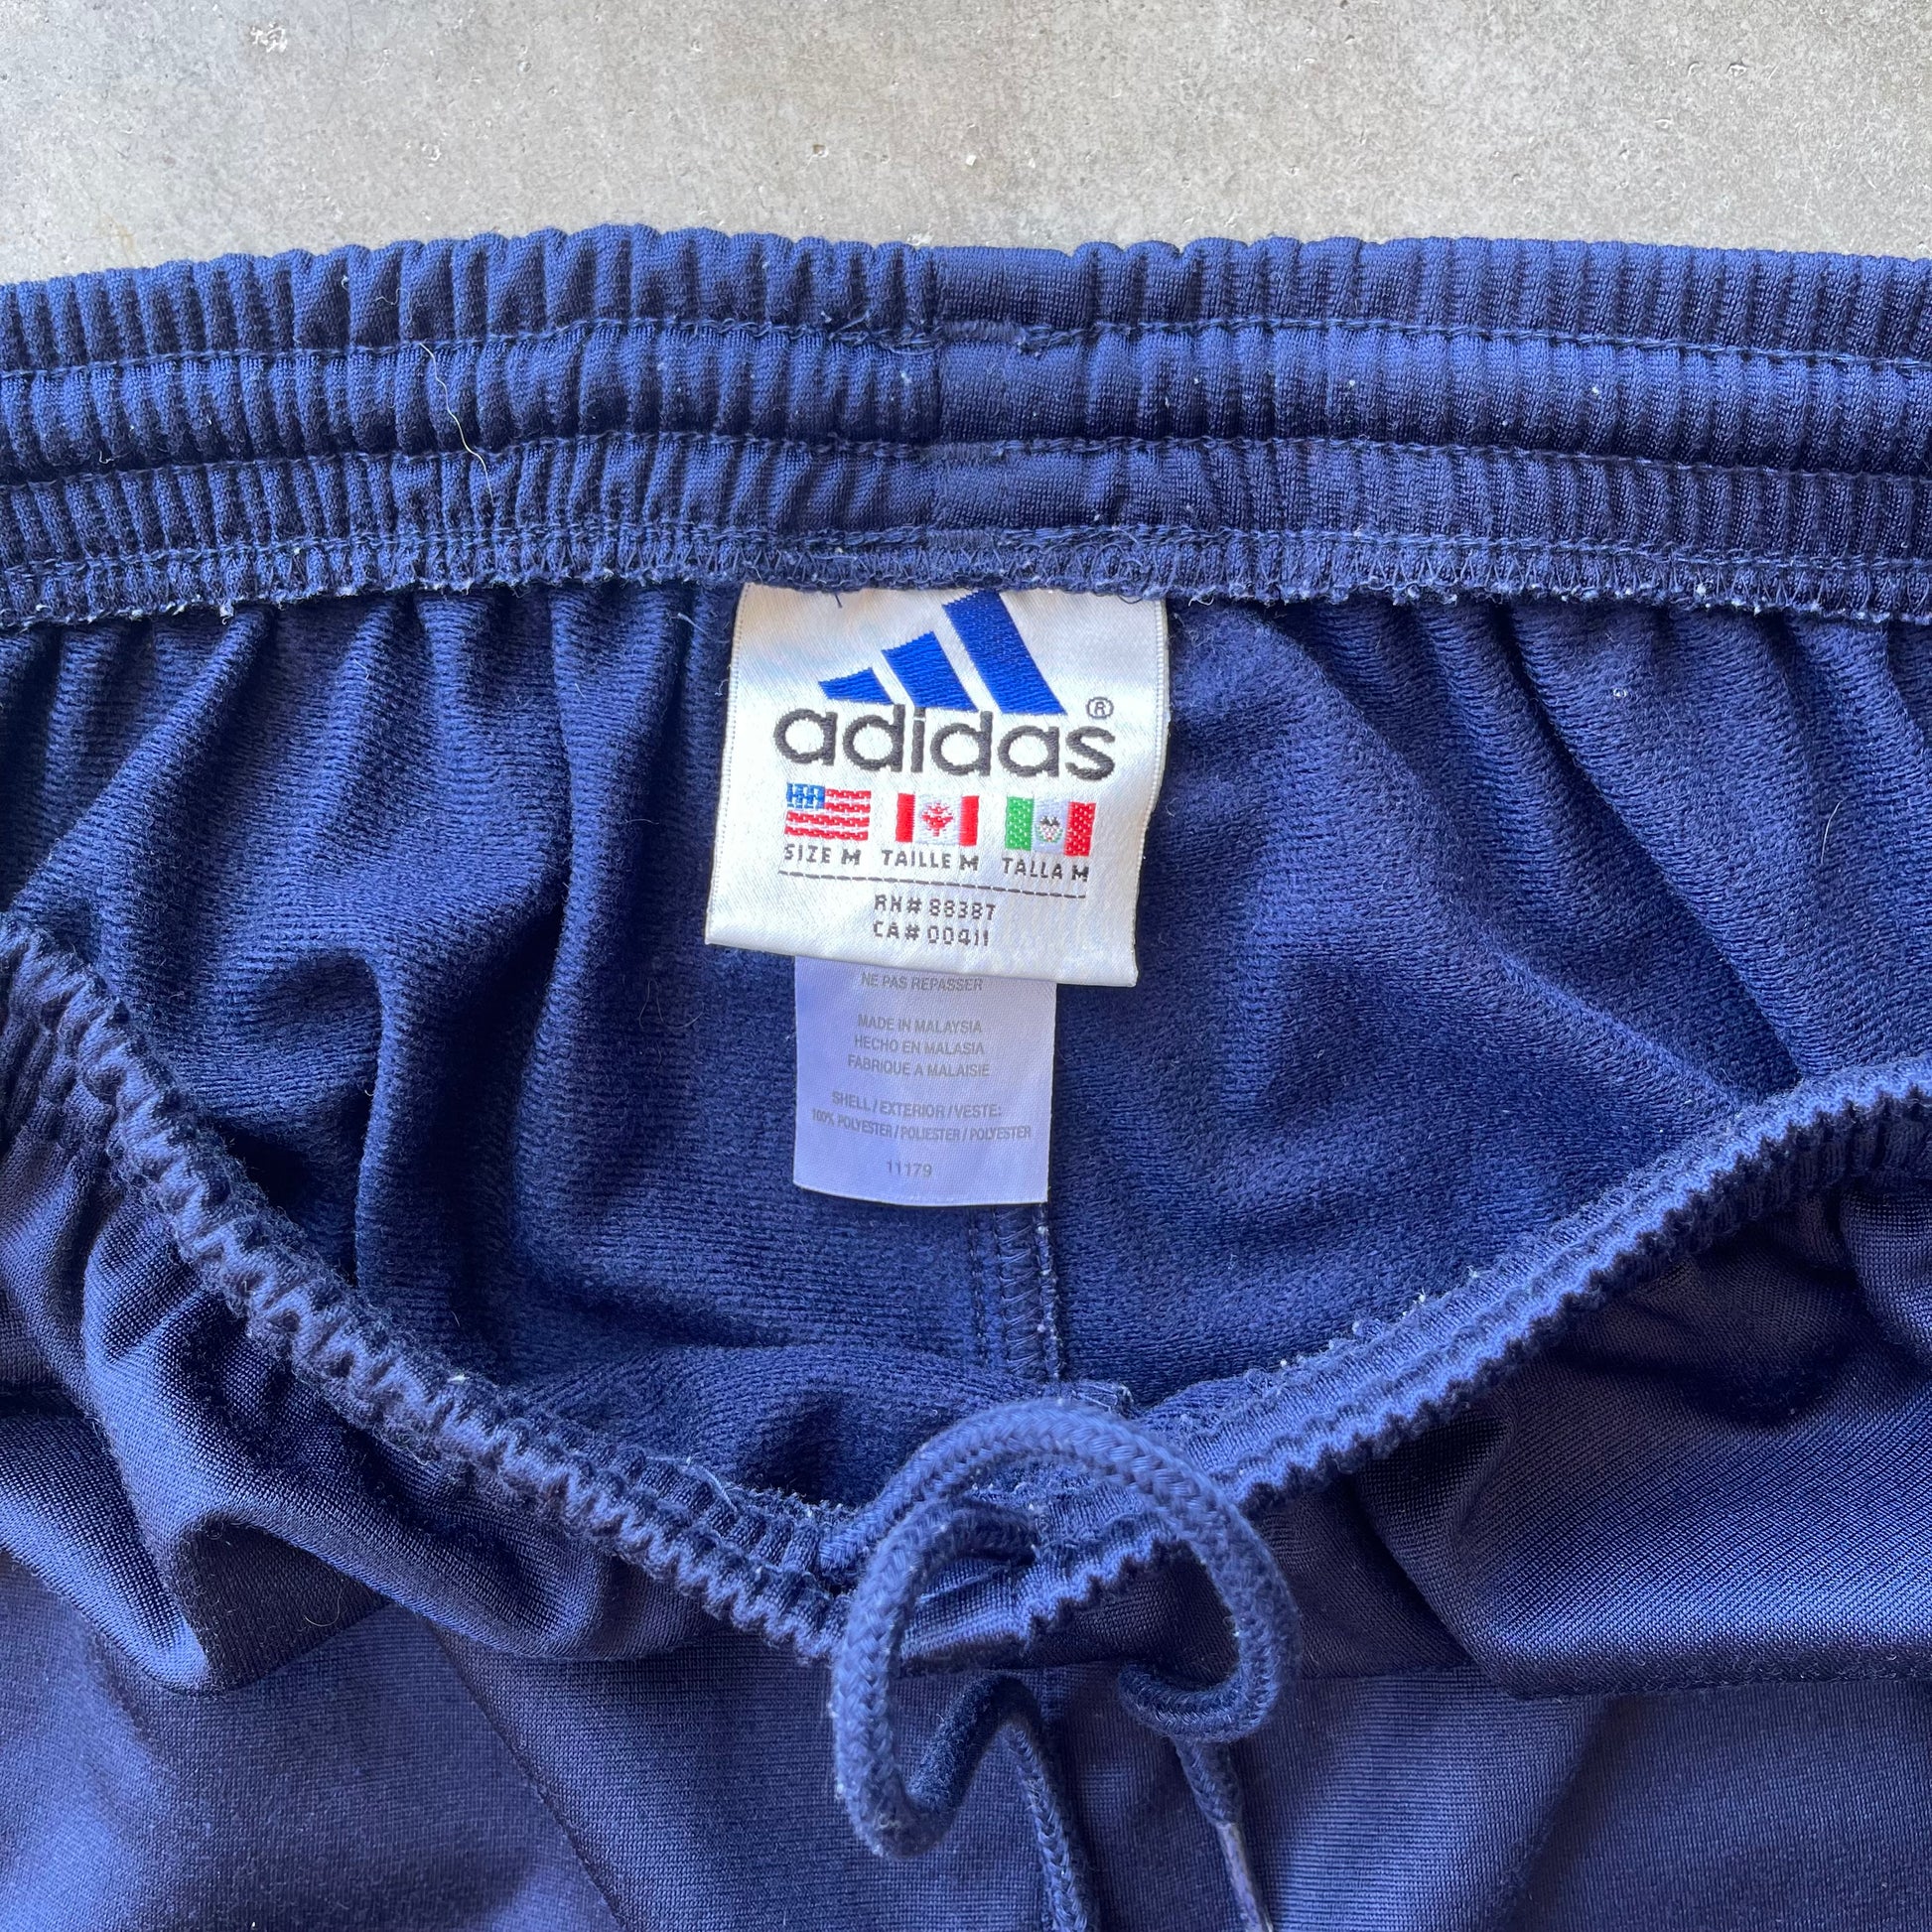 adidas ®
SIZE M TAILLE M TALLA M
RN# 88387
CA# 00411
NE PAS REPASSER
MADE IN MALAYSIA
HECHO EN MALASIA
FABRIQUE A MALAISIE
SHELL / EXTERIOR / VESTE:
100% POLYESTER / POLIESTER / POLYESTER
11179